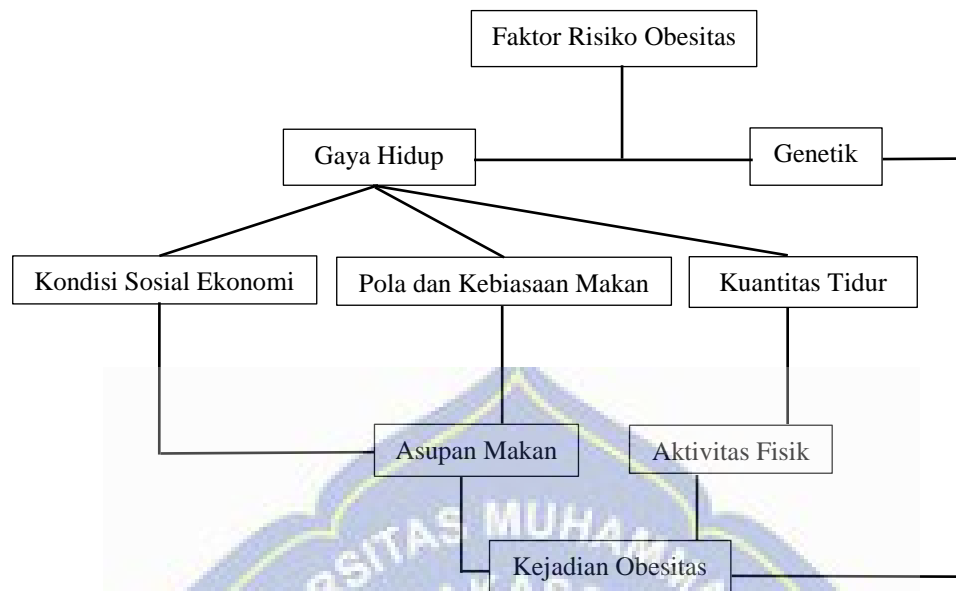 Faktor Risiko Obesitas
Gaya Hidup
Genetik
Kondisi Sosial Ekonomi
Pola dan Kebiasaan Makan
Kuantitas Tidur
Asupan Makan
Aktivitas Fisik
Kejadian Obesitas